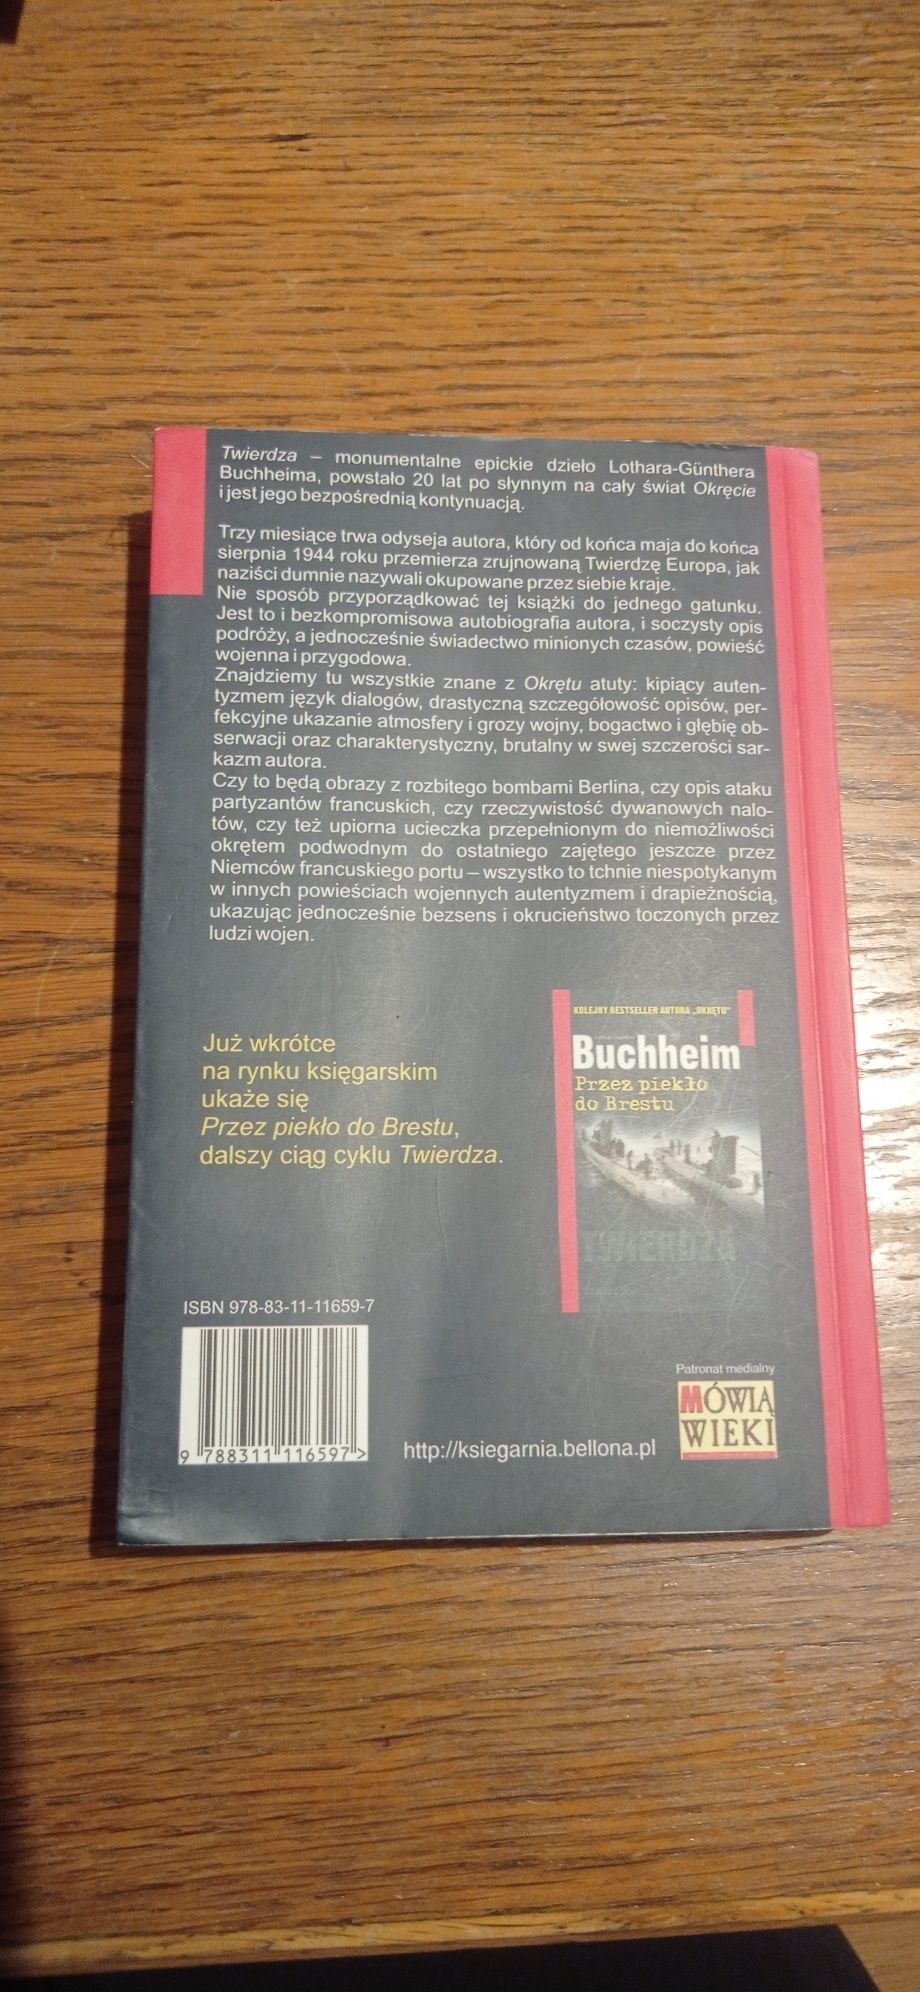 Twierdza – monumentalne epickie dzieło Lothara-Günthera
Buchheima, powstało 20 lat po słynnym na cały świat Okręcie
i jest jego bezpośrednią kontynuacją.
Trzy miesiące trwa odyseja autora, który od końca maja do końca
sierpnia 1944 roku przemierza zrujnowaną Twierdzę Europa, jak
naziści dumnie nazywali okupowane przez siebie kraje.
Nie sposób przyporządkować tej książki do jednego gatunku.
Jest to i bezkompromisowa autobiografia autora, i soczysty opis
podróży, a jednocześnie świadectwo minionych czasów, powieść
wojenna i przygodowa.
Znajdziemy tu wszystkie znane z Okrętu atuty: kipiący auten-
tyzmem język dialogów, drastyczną szczegółowość opisów, per-
fekcyjne ukazanie atmosfery i grozy wojny, bogactwo i głębię ob-
serwacji oraz charakterystyczny, brutalny w swej szczerości sar-
kazm autora.
Czy to będą obrazy z rozbitego bombami Berlina, czy opis ataku
partyzantów francuskich, czy rzeczywistość dywanowych nalo-
tów, czy też upiorna ucieczka przepełnionym do niemożliwości
okrętem podwodnym do ostatniego zajętego jeszcze przez
Niemców francuskiego portu – wszystko to tchnie niespotykanym
w innych powieściach wojennych autentyzmem i drapieżnością,
ukazując jednocześnie bezsens i okrucieństwo toczonych przez
ludzi wojen.
Już wkrótce
na rynku księgarskim
ukaże się
Przez piekło do Brestu,
dalszy ciąg cyklu Twierdza.
KOLEJNY BESTSELLER AUTORA „OKRĘTU”
Buchheim
Przez piekło
do Brestu
TWIERDZA
ISBN 978-83-11-11659-7
9 788311 116597 >
http://ksiegarnia.bellona.pl
Patronat medialny
MÓWIĄ
WIEKI